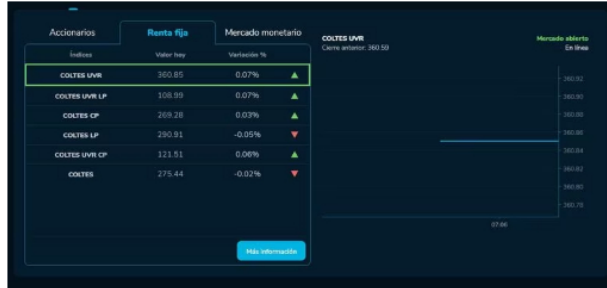 Accionarios Renta fija Mercado monetario
Índices Valor hoy Variación %
COLTES UVR 360.85 0.07% ▲
COLTES UVR LP 108.99 0.07% ▲
COLTES CP 269.28 0.03% ▲
COLTES LP 290.91 -0.05% ▼
COLTES UVR CP 121.51 0.06% ▲
COLTES 275.44 -0.02% ▼
Más información
COLTES UVR
Cierre anterior: 360.59
Mercado abierto
En línea
360.92
360.90
360.88
360.86
360.84
360.82
360.80
360.78